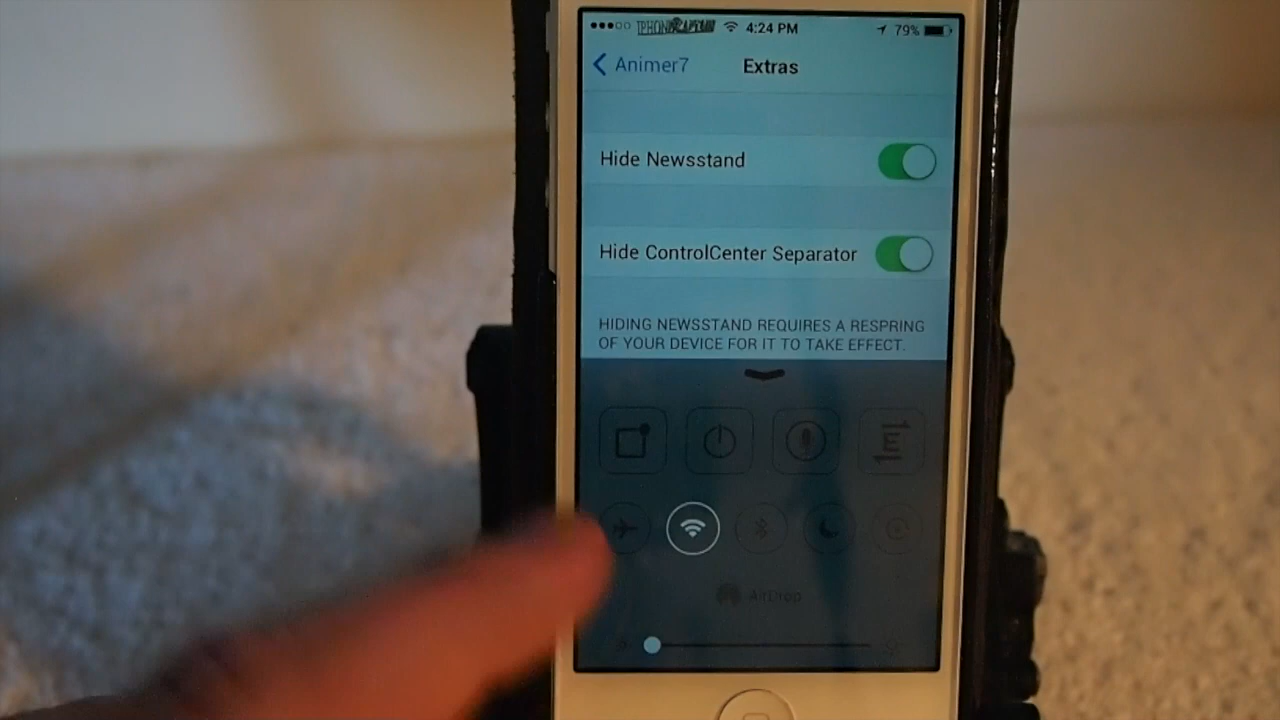 4:24 PM 79%
Animer7 Extras
Hide Newsstand
Hide ControlCenter Separator
HIDING NEWSSTAND REQUIRES A RESPRING
OF YOUR DEVICE FOR IT TO TAKE EFFECT.
E
AirDrop